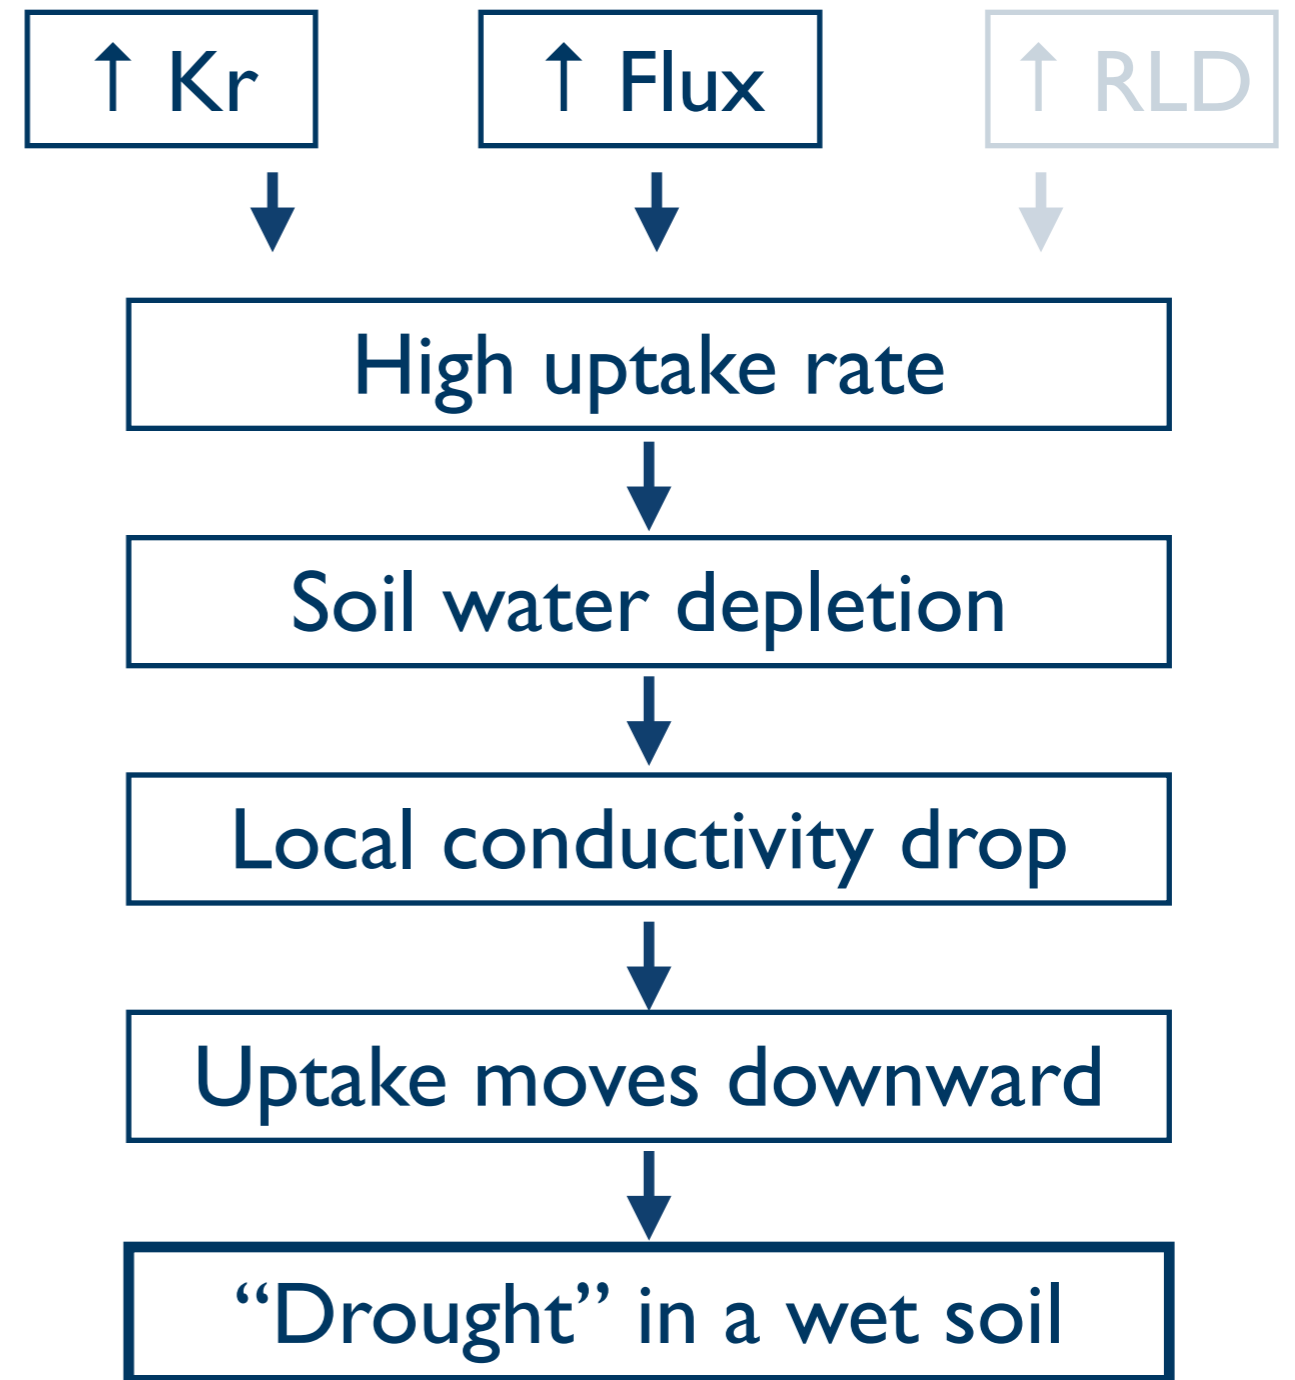 ↑ Kr
↑ Flux
↑ RLD
High uptake rate
Soil water depletion
Local conductivity drop
Uptake moves downward
“Drought” in a wet soil